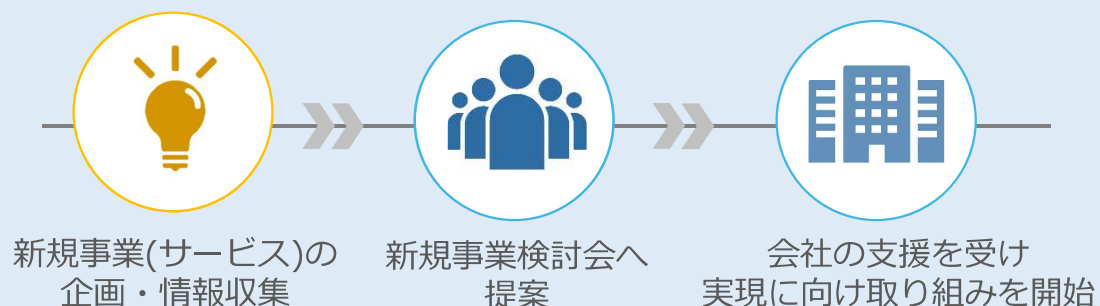 新規事業(サービス)の
企画・情報収集
新規事業検討会へ
提案
会社の支援を受け
実現に向け取り組みを開始